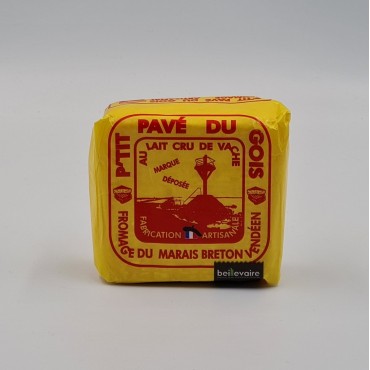 P'TIT PAVÉ DU GOIS
AU LAIT CRU DE VACHE
MARQUE
DÉPOSÉE
FABRICATION ARTISANALE
FROMAGE DU MARAIS BRETON VENDÉEN
beillevaire